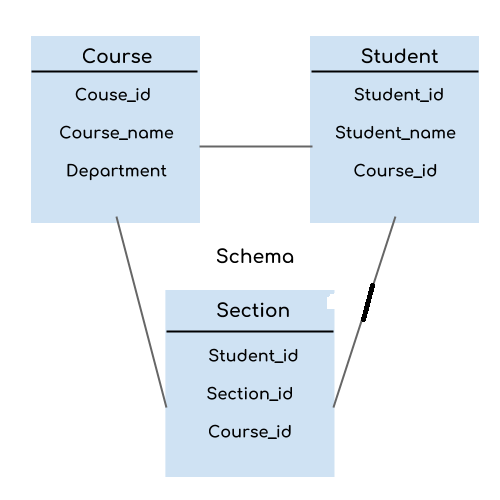 Course
Couse_id
Course_name
Department
Student
Student_id
Student_name
Course_id
Schema
Section
Student_id
Section_id
Course_id